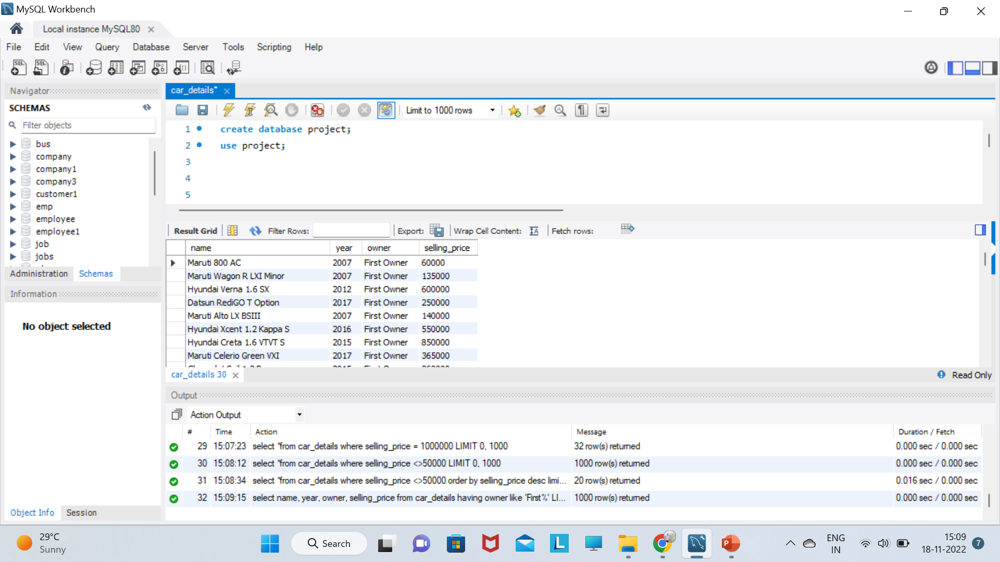 MySQL Workbench
Local instance MySQL80
File Edit View Query Database Server Tools Scripting Help
Navigator
SCHEMAS
Filter objects
bus
company
company1
company3
customer1
emp
employee
employee1
job
jobs
Administration Schemas
Information
No object selected
Object Info Session
car_details*
Limit to 1000 rows
1 create database project;
2 use project;
3
4
5
Result Grid Filter Rows: Export: Wrap Cell Content: Fetch rows:
name year owner selling_price
Maruti 800 AC 2007 First Owner 60000
Maruti Wagon R LXI Minor 2007 First Owner 135000
Hyundai Verna 1.6 SX 2012 First Owner 600000
Datsun RediGO T Option 2017 First Owner 250000
Maruti Alto LX BSIII 2007 First Owner 140000
Hyundai Xcent 1.2 Kappa S 2016 First Owner 550000
Hyundai Creta 1.6 VTVT S 2015 First Owner 850000
Maruti Celerio Green VXI 2017 First Owner 365000
car_details 30 Read Only
Output
Action Output
# Time Action Message Duration / Fetch
29 15:07:23 select *from car_details where selling_price = 1000000 LIMIT 0, 1000 32 row(s) returned 0.000 sec / 0.000 sec
30 15:08:12 select *from car_details where selling_price <>50000 LIMIT 0, 1000 1000 row(s) returned 0.000 sec / 0.000 sec
31 15:08:34 select *from car_details where selling_price <>50000 order by selling_price desc limi... 20 row(s) returned 0.016 sec / 0.000 sec
32 15:09:15 select name, year, owner, selling_price from car_details having owner like 'First%' LI... 1000 row(s) returned 0.000 sec / 0.000 sec
29°C
Sunny
Search
ENG
IN
15:09
18-11-2022
7